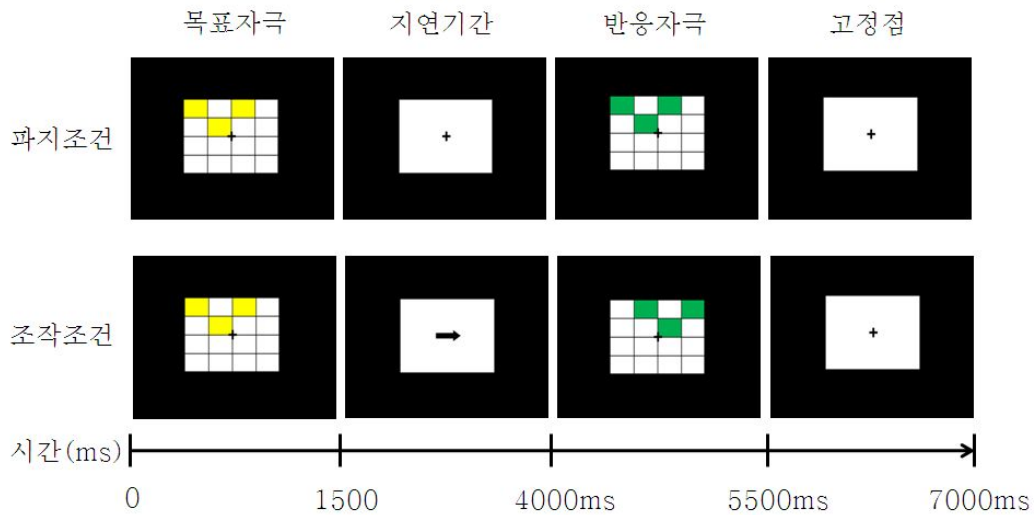 목표자극 지연기간 반응자극 고정점
파지조건
조작조건
시간(ms)
0 1500 4000ms 5500ms 7000ms